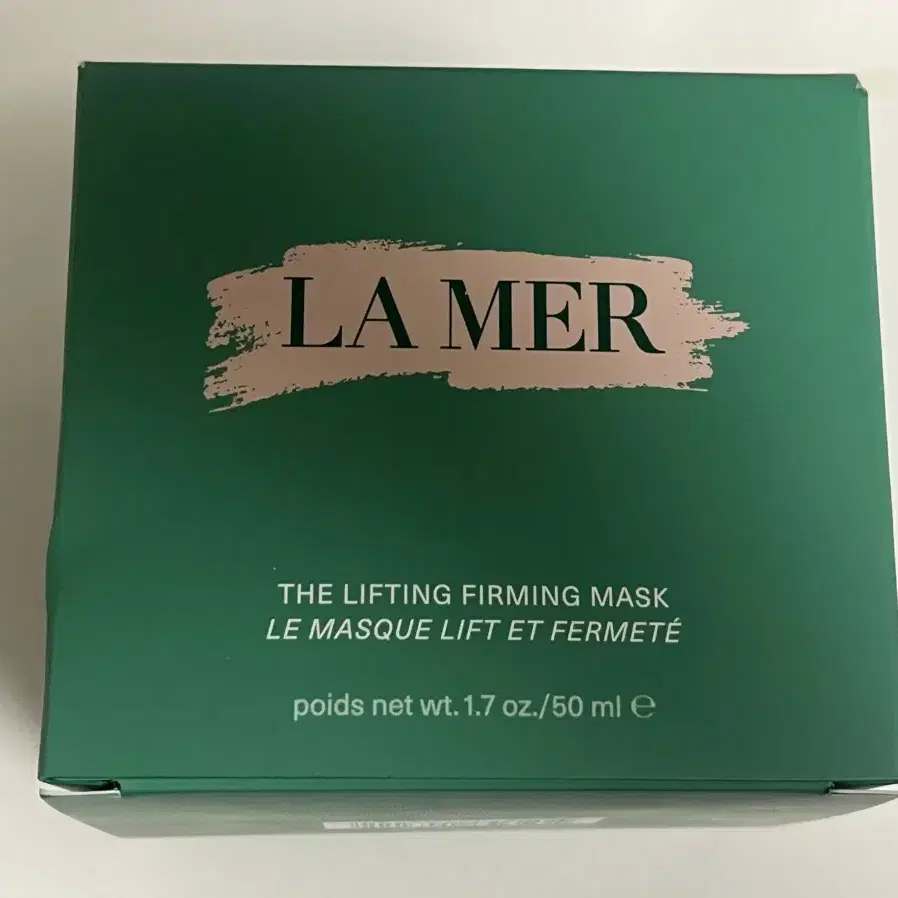 LA MER
THE LIFTING FIRMING MASK
LE MASQUE LIFT ET FERMETÉ
poids net wt. 1.7 oz./50 ml ℮